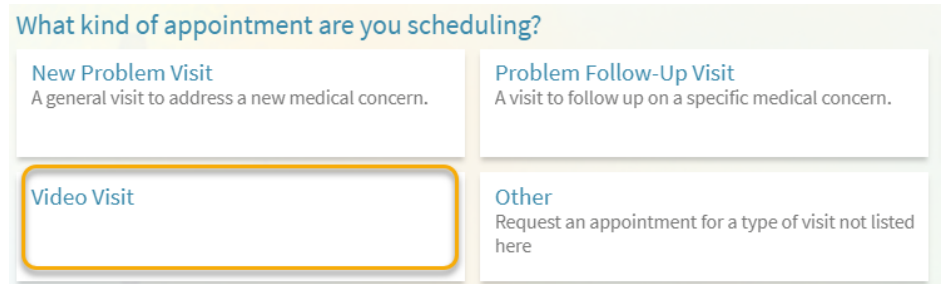 What kind of appointment are you scheduling?
New Problem Visit
A general visit to address a new medical concern.
Problem Follow-Up Visit
A visit to follow up on a specific medical concern.
Video Visit
Other
Request an appointment for a type of visit not listed
here